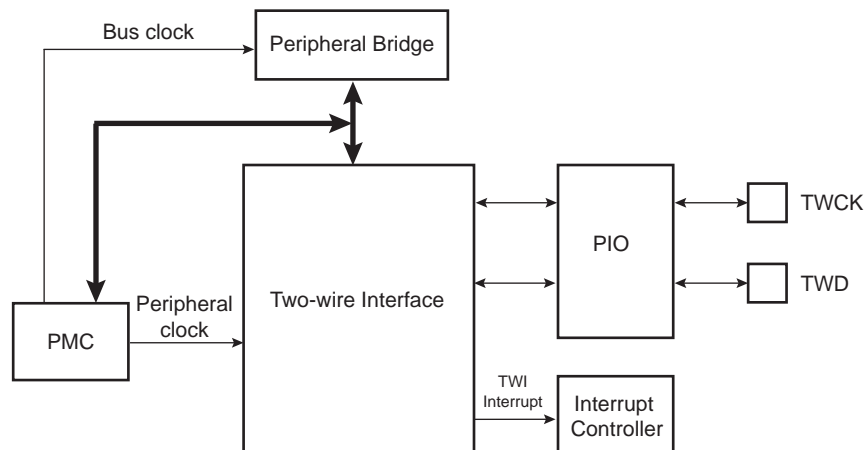 Bus clock
Peripheral Bridge
TWCK
PIO
TWD
Two-wire Interface
Peripheral
clock
PMC
TWI
Interrupt
Interrupt
Controller